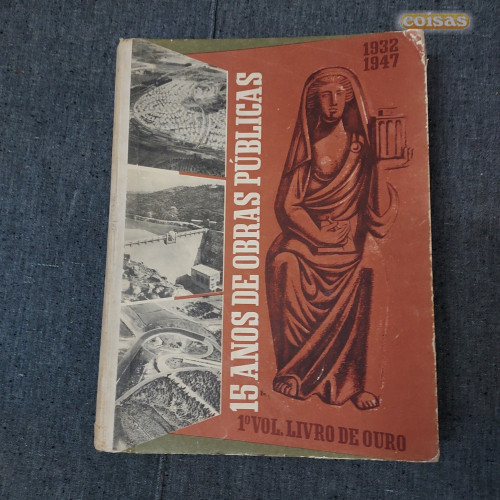 coisas
1932
1947
15 ANOS DE OBRAS PÚBLICAS
1º VOL. LIVRO DE OURO